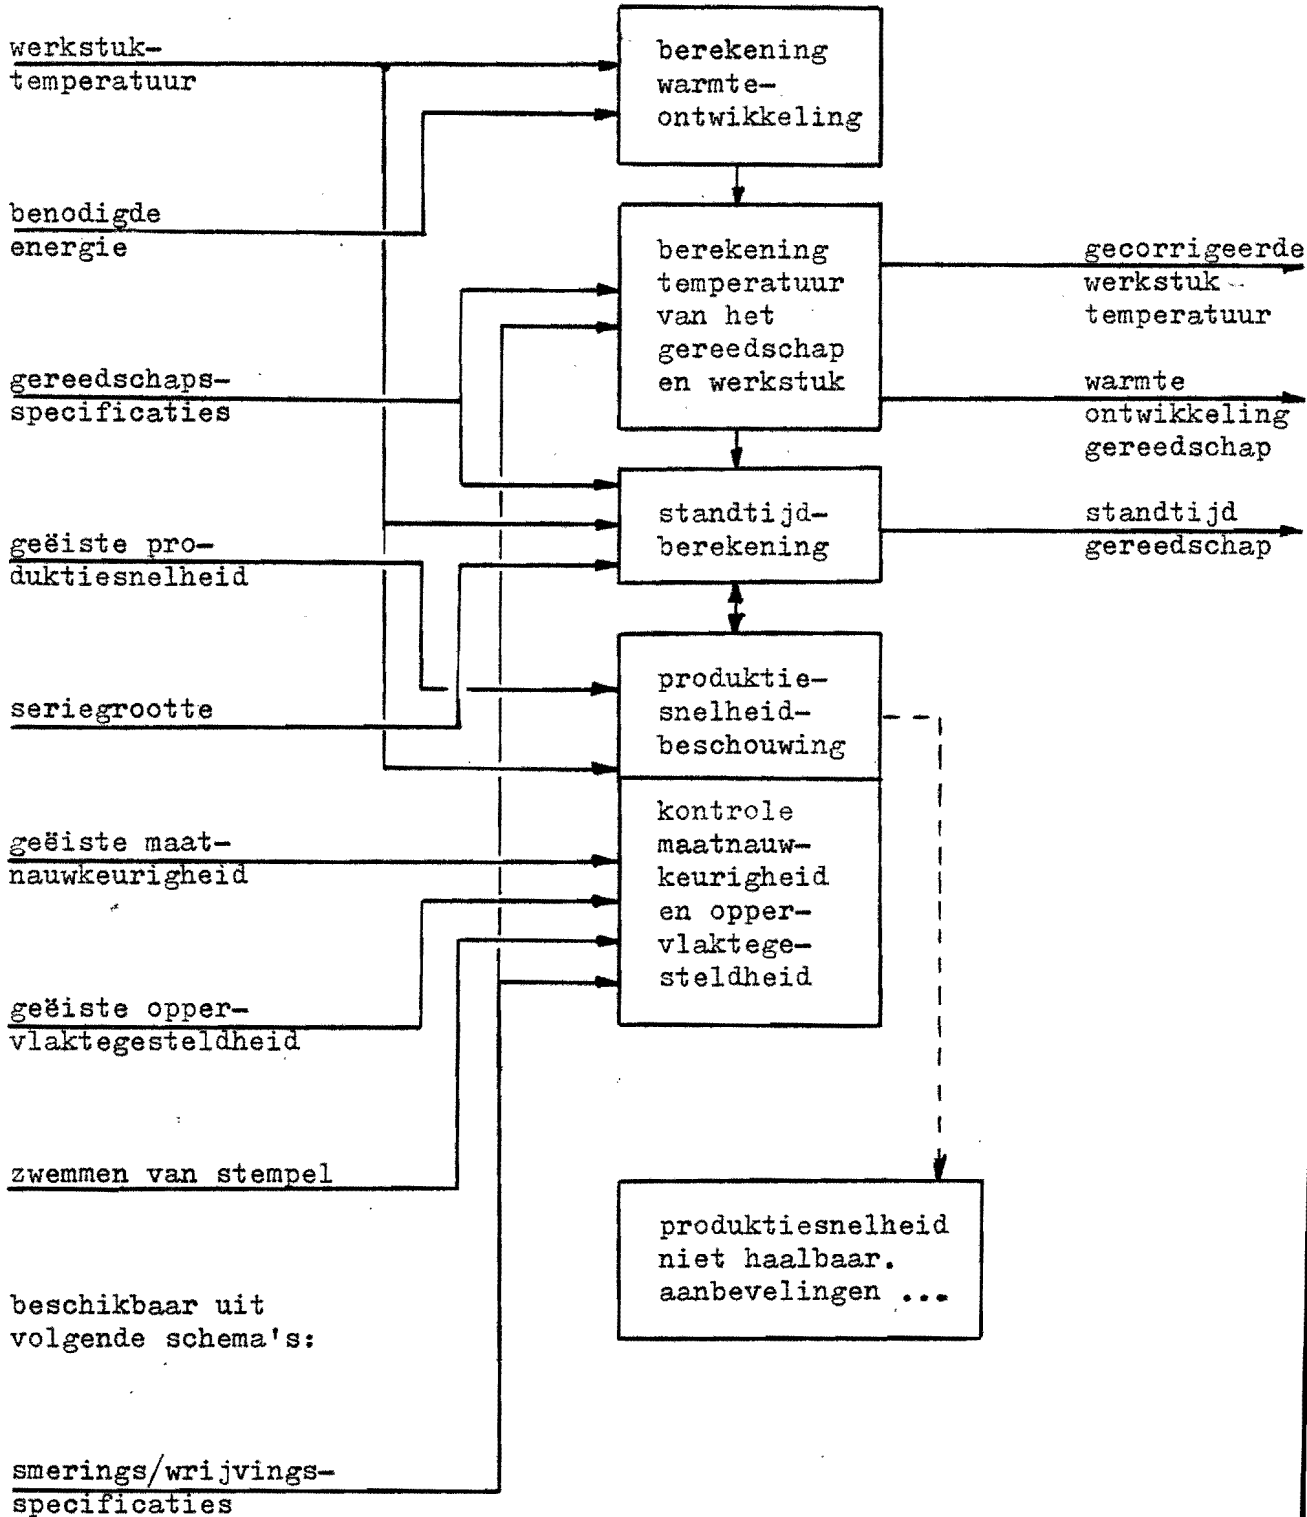 werkstuk-
temperatuur
benodigde
energie
gereedschaps-
specificaties
geëiste pro-
duktiesnelheid
seriegrootte
geëiste maat-
nauwkeurigheid
geëiste opper-
vlaktegesteldheid
zwemmen van stempel
beschikbaar uit
volgende schema's:
smerings/wrijvings-
specificaties
berekening
warmte-
ontwikkeling
berekening
temperatuur
van het
gereedschap
en werkstuk
standtijd-
berekening
produktie-
snelheid-
beschouwing
kontrole
maatnauw-
keurigheid
en opper-
vlaktege-
steldheid
produktiesnelheid
niet haalbaar.
aanbevelingen ...
gecorrigeerde
werkstuk
temperatuur
warmte
ontwikkeling
gereedschap
standtijd
gereedschap